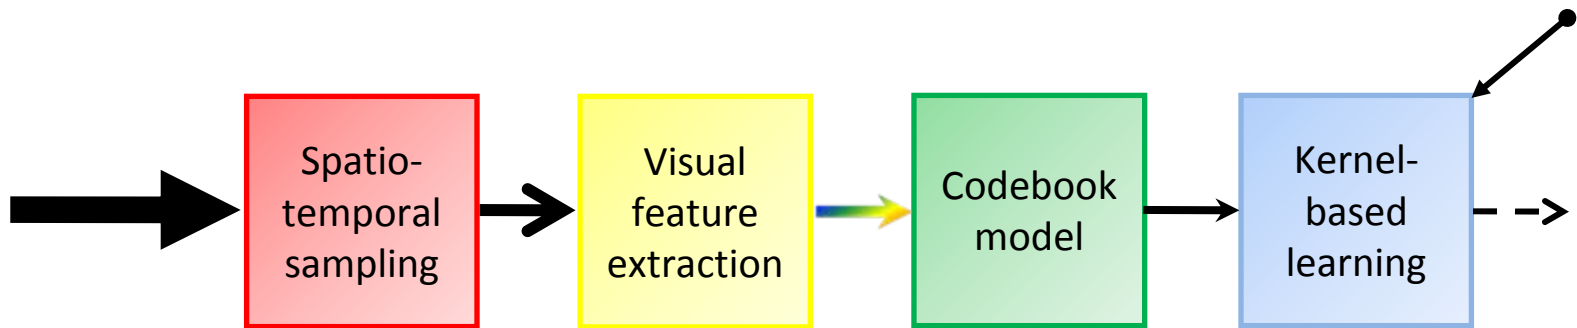 Spatio-
temporal
sampling
Visual
feature
extraction
Codebook
model
Kernel-
based
learning